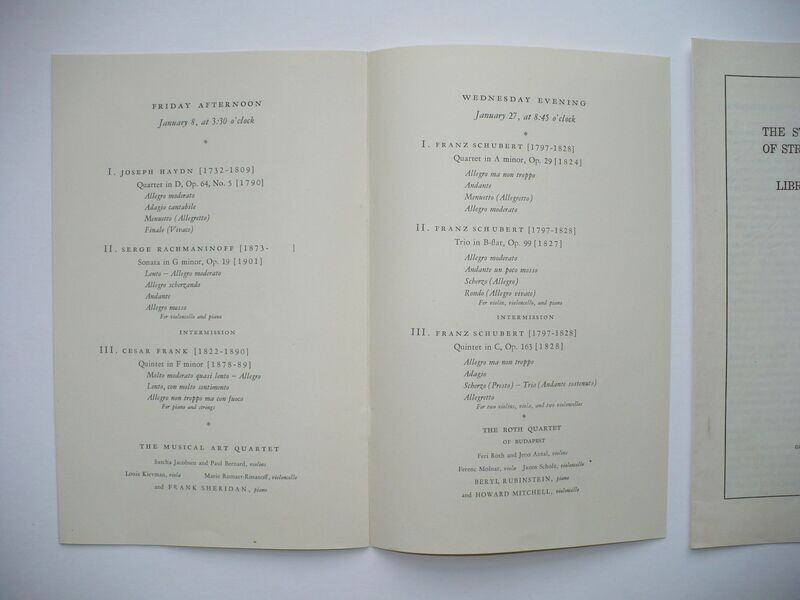 FRIDAY AFTERNOON
January 8, at 3:30 o'clock
*
I. JOSEPH HAYDN [1732-1809]
Quartet in D, Op. 64, No. 5 [1790]
Allegro moderato
Adagio cantabile
Menuetto (Allegretto)
Finale (Vivace)
II. SERGE RACHMANINOFF [1873- ]
Sonata in G minor, Op. 19 [1901]
Lento – Allegro moderato
Allegro scherzando
Andante
Allegro mosso
For violoncello and piano
INTERMISSION
III. CESAR FRANK [1822-1890]
Quintet in F minor [1878-89]
Molto moderato quasi lento – Allegro
Lento, con molto sentimento
Allegro non troppo ma con fuoco
For piano and strings
*
THE MUSICAL ART QUARTET
Sascha Jacobsen and Paul Bernard, violins
Louis Kievman, viola Marie Romaet-Rosanoff, violoncello
and FRANK SHERIDAN, piano
WEDNESDAY EVENING
January 27, at 8:45 o'clock
*
I. FRANZ SCHUBERT [1797-1828]
Quartet in A minor, Op. 29 [1824]
Allegro ma non troppo
Andante
Menuetto (Allegretto)
Allegro moderato
II. FRANZ SCHUBERT [1797-1828]
Trio in B-flat, Op. 99 [1827]
Allegro moderato
Andante un poco mosso
Scherzo (Allegro)
Rondo (Allegro vivace)
For violin, violoncello, and piano
INTERMISSION
III. FRANZ SCHUBERT [1797-1828]
Quintet in C, Op. 163 [1828]
Allegro ma non troppo
Adagio
Scherzo (Presto) – Trio (Andante sostenuto)
Allegretto
For two violins, viola, and two violoncellos
*
THE ROTH QUARTET
OF BUDAPEST
Feri Roth and Jeno Antal, violins
Ferenc Molnar, viola Janos Scholz, violoncello
BERYL RUBINSTEIN, piano
and HOWARD MITCHELL, violoncello
THE S
OF STR
LIBR